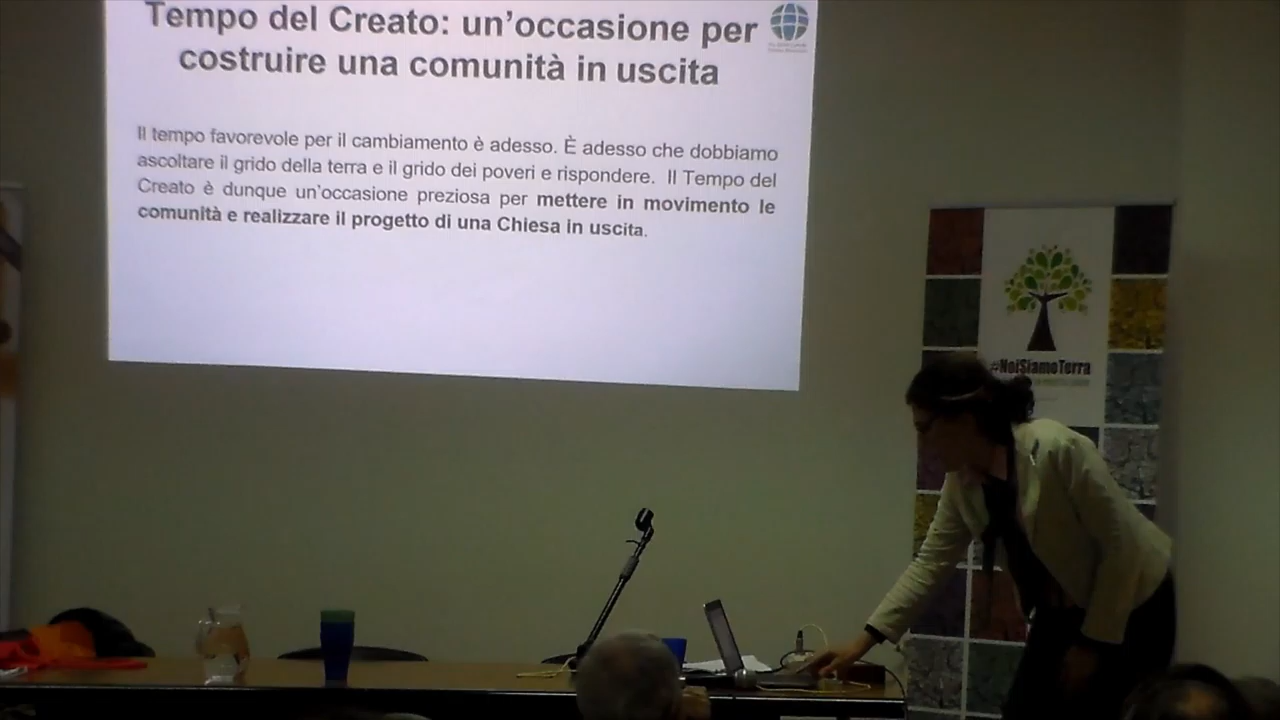 Tempo del Creato: un'occasione per
costruire una comunità in uscita
Il tempo favorevole per il cambiamento è adesso. È adesso che dobbiamo
ascoltare il grido della terra e il grido dei poveri e rispondere. Il Tempo del
Creato è dunque un'occasione preziosa per mettere in movimento le
comunità e realizzare il progetto di una Chiesa in uscita.
#NoiSiamoTerra